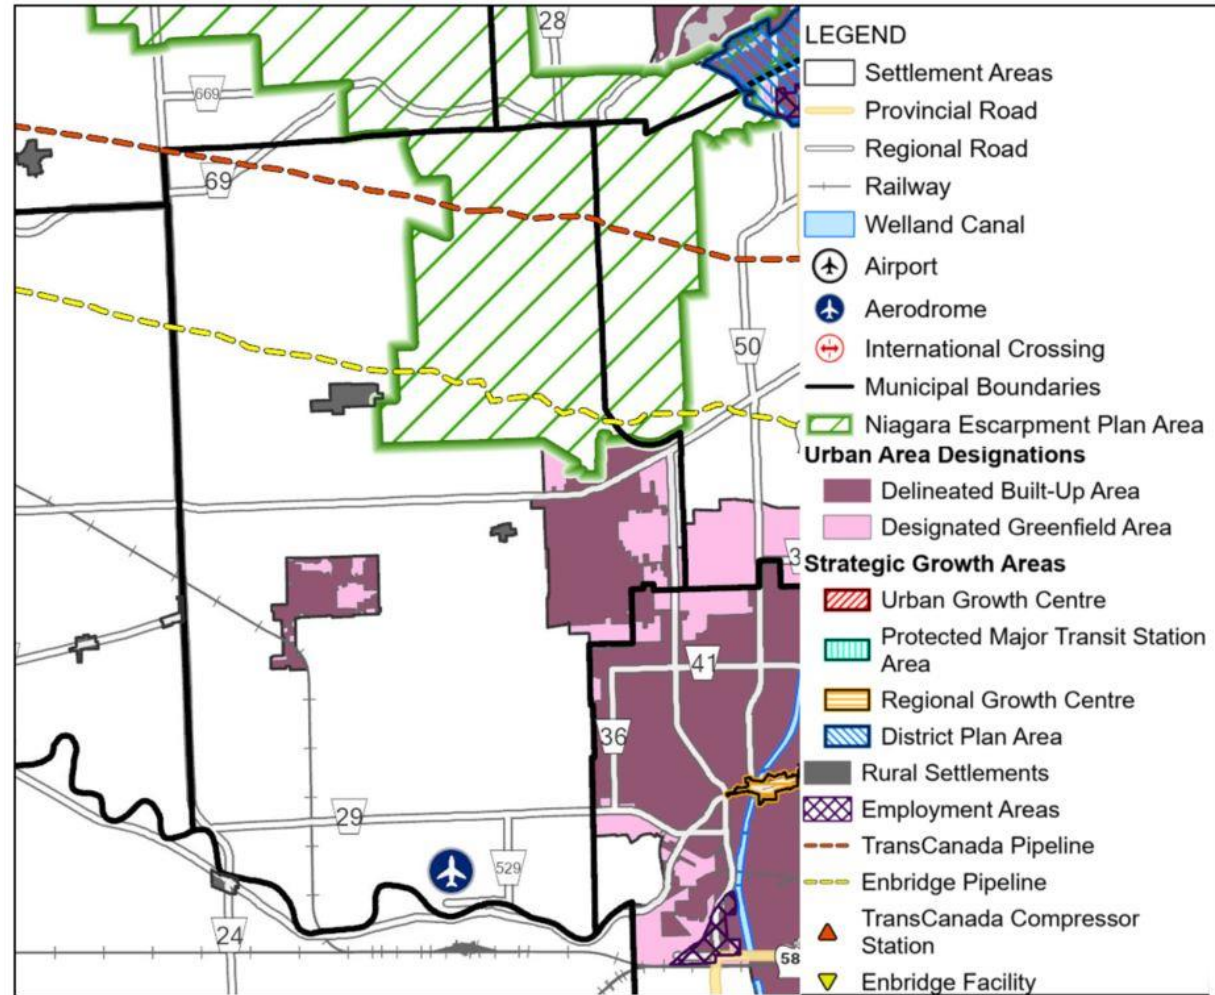 28
669
69
50
3
41
36
29
529
24
58
LEGEND
Settlement Areas
Provincial Road
Regional Road
Railway
Welland Canal
Airport
Aerodrome
International Crossing
Municipal Boundaries
Niagara Escarpment Plan Area
Urban Area Designations
Delineated Built-Up Area
Designated Greenfield Area
Strategic Growth Areas
Urban Growth Centre
Protected Major Transit Station
Area
Regional Growth Centre
District Plan Area
Rural Settlements
Employment Areas
TransCanada Pipeline
Enbridge Pipeline
TransCanada Compressor
Station
Enbridge Facility